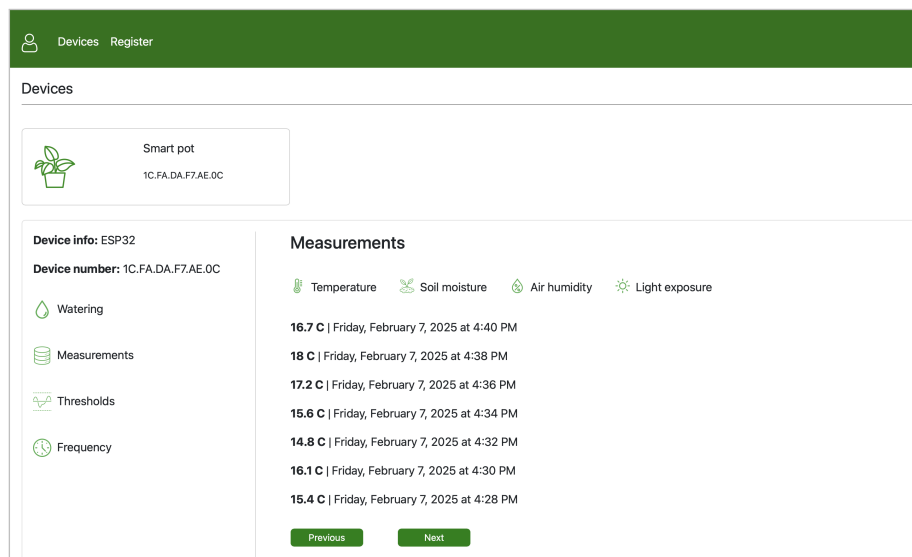 Devices Register
Devices
Smart pot
1C.FA.DA.F7.AE.0C
Device info: ESP32
Device number: 1C.FA.DA.F7.AE.0C
Watering
Measurements
Thresholds
Frequency
Measurements
Temperature Soil moisture Air humidity Light exposure
16.7 C | Friday, February 7, 2025 at 4:40 PM
18 C | Friday, February 7, 2025 at 4:38 PM
17.2 C | Friday, February 7, 2025 at 4:36 PM
15.6 C | Friday, February 7, 2025 at 4:34 PM
14.8 C | Friday, February 7, 2025 at 4:32 PM
16.1 C | Friday, February 7, 2025 at 4:30 PM
15.4 C | Friday, February 7, 2025 at 4:28 PM
Previous Next